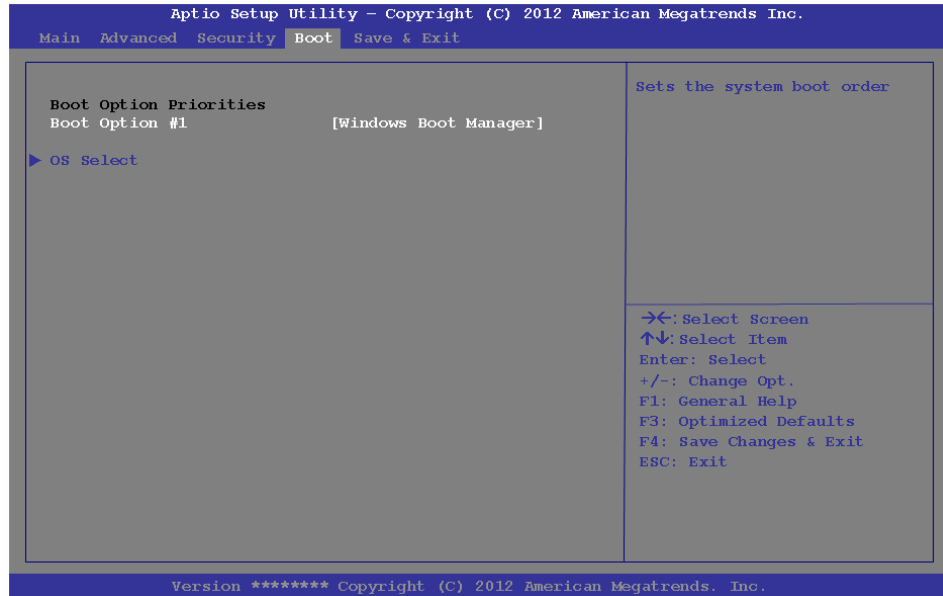 Aptio Setup Utility – Copyright (C) 2012 American Megatrends Inc.
Main Advanced Security Boot Save & Exit
Boot Option Priorities
Boot Option #1 [Windows Boot Manager]
▶ OS Select
Sets the system boot order
→←:Select Screen
↑↓:Select Item
Enter: Select
+/-: Change Opt.
F1: General Help
F3: Optimized Defaults
F4: Save Changes & Exit
ESC: Exit
Version ******** Copyright (C) 2012 American Megatrends. Inc.